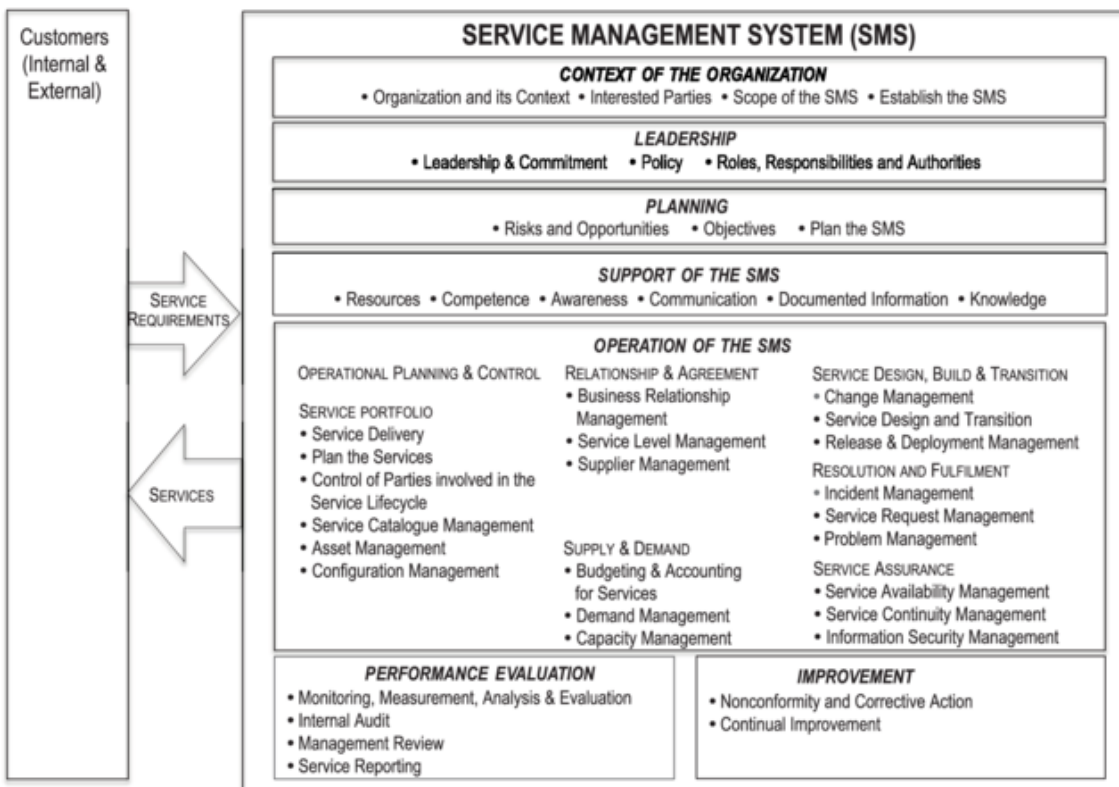 Customers
(Internal &
External)
SERVICE
REQUIREMENTS
SERVICES
SERVICE MANAGEMENT SYSTEM (SMS)
CONTEXT OF THE ORGANIZATION
• Organization and its Context • Interested Parties • Scope of the SMS • Establish the SMS
LEADERSHIP
• Leadership & Commitment • Policy • Roles, Responsibilities and Authorities
PLANNING
• Risks and Opportunities • Objectives • Plan the SMS
SUPPORT OF THE SMS
• Resources • Competence • Awareness • Communication • Documented Information • Knowledge
OPERATION OF THE SMS
OPERATIONAL PLANNING & CONTROL
SERVICE PORTFOLIO
• Service Delivery
• Plan the Services
• Control of Parties involved in the
Service Lifecycle
• Service Catalogue Management
• Asset Management
• Configuration Management
RELATIONSHIP & AGREEMENT
• Business Relationship
Management
• Service Level Management
• Supplier Management
SUPPLY & DEMAND
• Budgeting & Accounting
for Services
• Demand Management
• Capacity Management
SERVICE DESIGN, BUILD & TRANSITION
• Change Management
• Service Design and Transition
• Release & Deployment Management
RESOLUTION AND FULFILMENT
• Incident Management
• Service Request Management
• Problem Management
SERVICE ASSURANCE
• Service Availability Management
• Service Continuity Management
• Information Security Management
PERFORMANCE EVALUATION
• Monitoring, Measurement, Analysis & Evaluation
• Internal Audit
• Management Review
• Service Reporting
IMPROVEMENT
• Nonconformity and Corrective Action
• Continual Improvement